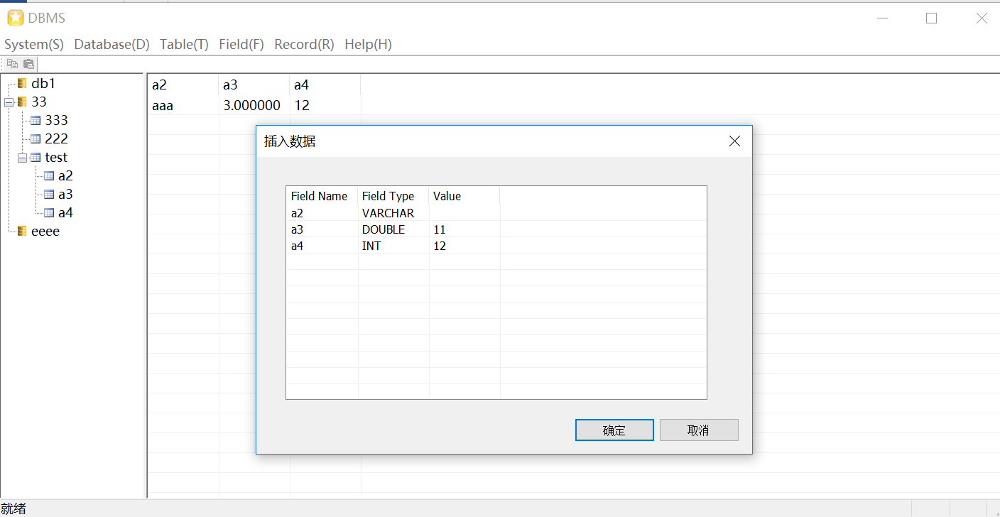 DBMS
System(S) Database(D) Table(T) Field(F) Record(R) Help(H)
db1
33
333
222
test
a2
a3
a4
eeee
a2 a3 a4
aaa 3.000000 12
插入数据
Field Name Field Type Value
a2 VARCHAR
a3 DOUBLE 11
a4 INT 12
确定 取消
就绪